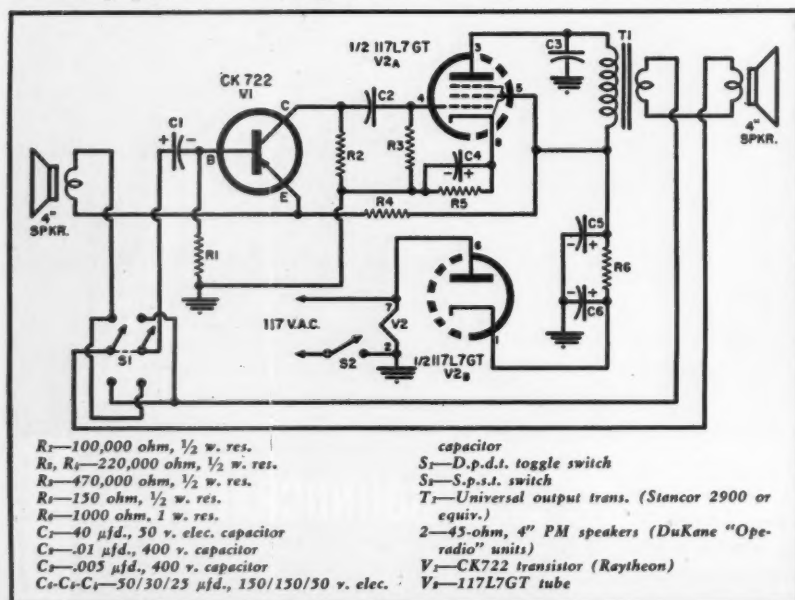 1/2 117L7GT
V2A
3
C3
T1
CK 722
V1
C2
4
5
8
C
C1
+ -
B
E
R2
R3
C4
- +
R5
R4
R1
4"
SPKR.
4"
SPKR.
C5
- +
R6
C6
- +
6
7
117 V.A.C.
V2
2
S2
1/2 117L7GT
V2B
1
S1
R1—100,000 ohm, 1/2 w. res.
R2, R4—220,000 ohm, 1/2 w. res.
R3—470,000 ohm, 1/2 w. res.
R5—150 ohm, 1/2 w. res.
R6—1000 ohm, 1 w. res.
C1—40 µfd., 50 v. elec. capacitor
C2—.01 µfd., 400 v. capacitor
C3—.005 µfd., 400 v. capacitor
C5-C6-C4—50/30/25 µfd., 150/150/50 v. elec.
capacitor
S1—D.p.d.t. toggle switch
S2—S.p.s.t. switch
T1—Universal output trans. (Stancor 2900 or
equiv.)
2—45-ohm, 4" PM speakers (DuKane "Ope-
radio" units)
V1—CK722 transistor (Raytheon)
V2—117L7GT tube